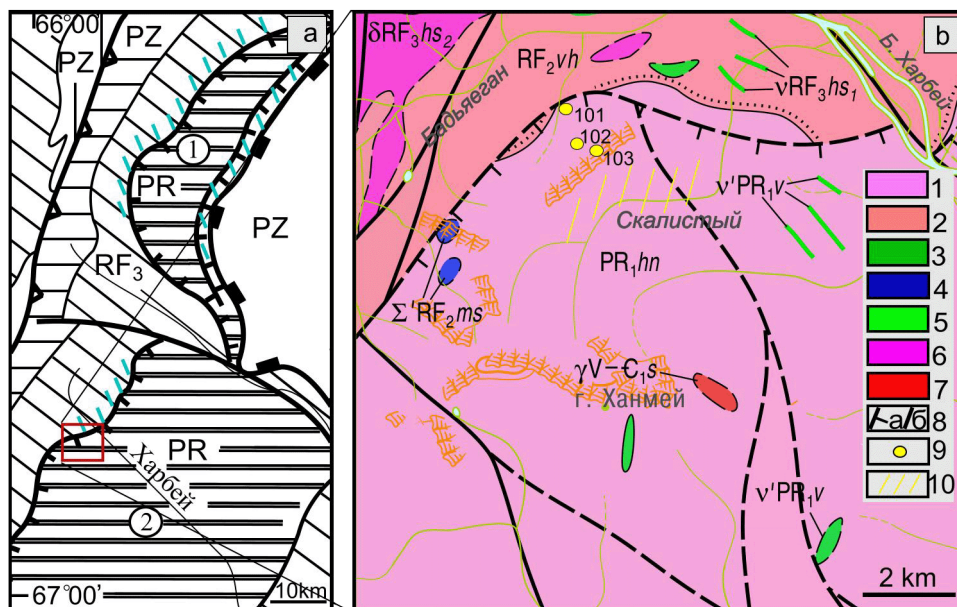 66°00'
a
PZ
PZ
1
PR
PZ
RF3
PR
Харбей
2
67°00'
10km
b
δRF3hs2
RF2vh
Бадьяеган
νRF3hs1
Б. Харбей
101
102
103
ν'PR1v
Скалистый
PR1hn
Σ'RF2ms
γV–Є1s
г. Ханмей
ν'PR1v
2 km
1
2
3
4
5
6
7
а/б 8
9
10